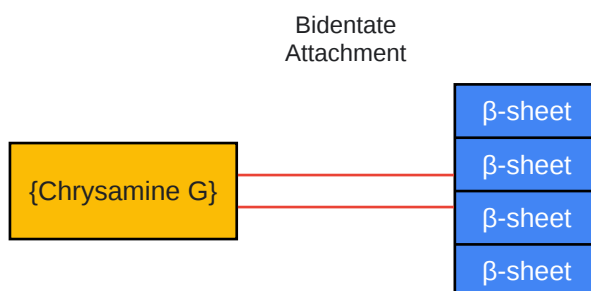 Bidentate
Attachment
{Chrysamine G}
β-sheet
β-sheet
β-sheet
β-sheet